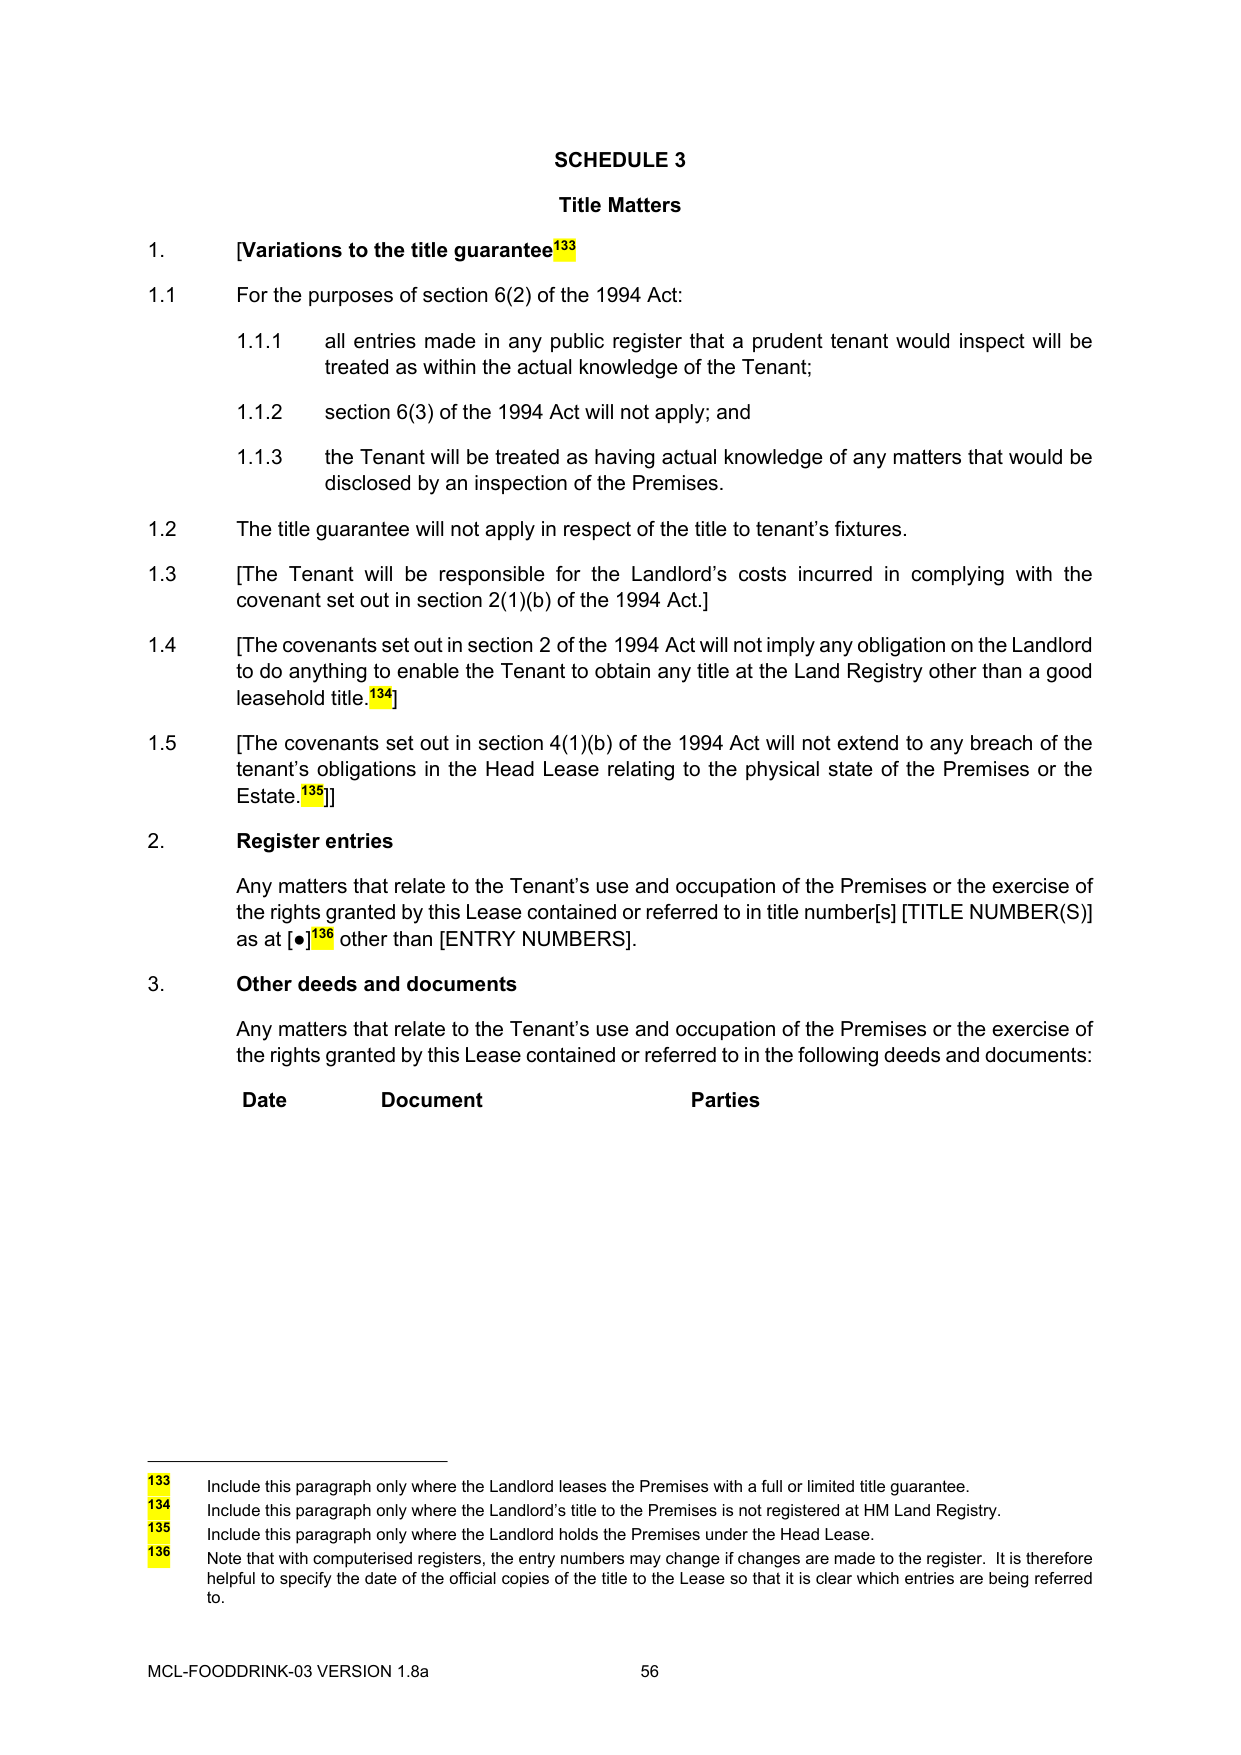 SCHEDULE 3
Title Matters
1. [Variations to the title guarantee133
1.1 For the purposes of section 6(2) of the 1994 Act:
1.1.1 all entries made in any public register that a prudent tenant would inspect will be
treated as within the actual knowledge of the Tenant;
1.1.2 section 6(3) of the 1994 Act will not apply; and
1.1.3 the Tenant will be treated as having actual knowledge of any matters that would be
disclosed by an inspection of the Premises.
1.2 The title guarantee will not apply in respect of the title to tenant’s fixtures.
1.3 [The Tenant will be responsible for the Landlord’s costs incurred in complying with the
covenant set out in section 2(1)(b) of the 1994 Act.]
1.4 [The covenants set out in section 2 of the 1994 Act will not imply any obligation on the Landlord
to do anything to enable the Tenant to obtain any title at the Land Registry other than a good
leasehold title.134]
1.5 [The covenants set out in section 4(1)(b) of the 1994 Act will not extend to any breach of the
tenant’s obligations in the Head Lease relating to the physical state of the Premises or the
Estate.135]]
2. Register entries
Any matters that relate to the Tenant’s use and occupation of the Premises or the exercise of
the rights granted by this Lease contained or referred to in title number[s] [TITLE NUMBER(S)]
as at [●]136 other than [ENTRY NUMBERS].
3. Other deeds and documents
Any matters that relate to the Tenant’s use and occupation of the Premises or the exercise of
the rights granted by this Lease contained or referred to in the following deeds and documents:
Date Document Parties
133 Include this paragraph only where the Landlord leases the Premises with a full or limited title guarantee.
134 Include this paragraph only where the Landlord’s title to the Premises is not registered at HM Land Registry.
135 Include this paragraph only where the Landlord holds the Premises under the Head Lease.
136 Note that with computerised registers, the entry numbers may change if changes are made to the register. It is therefore
helpful to specify the date of the official copies of the title to the Lease so that it is clear which entries are being referred
to.
MCL-FOODDRINK-03 VERSION 1.8a 56